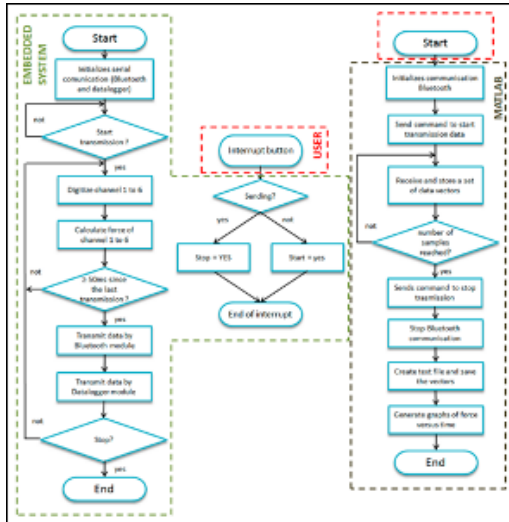 EMBEDDED
SYSTEM
Start
Initializes serial
comunication (Bluetooth
and datalogger)
not
Start
transmission ?
yes
Digitize channel 1 to 6
Calculate force of
channel 1 to 6
not
≥ 50ms since
the last
transmission ?
yes
Transmit data by
Bluetooth module
Transmit data by
Datalogger module
not
Stop?
yes
End
USER
Interrupt button
Sending?
yes
not
Stop = YES
Start = yes
End of interrupt
MATLAB
Start
Initializes communication
Bluetooth
Send command to start
transmission data
Receive and store a set
of data vectors
not
number of
samples
reached?
yes
Sends command to stop
trasmission
Stop Bluetooth
communication
Create text file and save
the vectors
Generate graphs of force
versus time
End